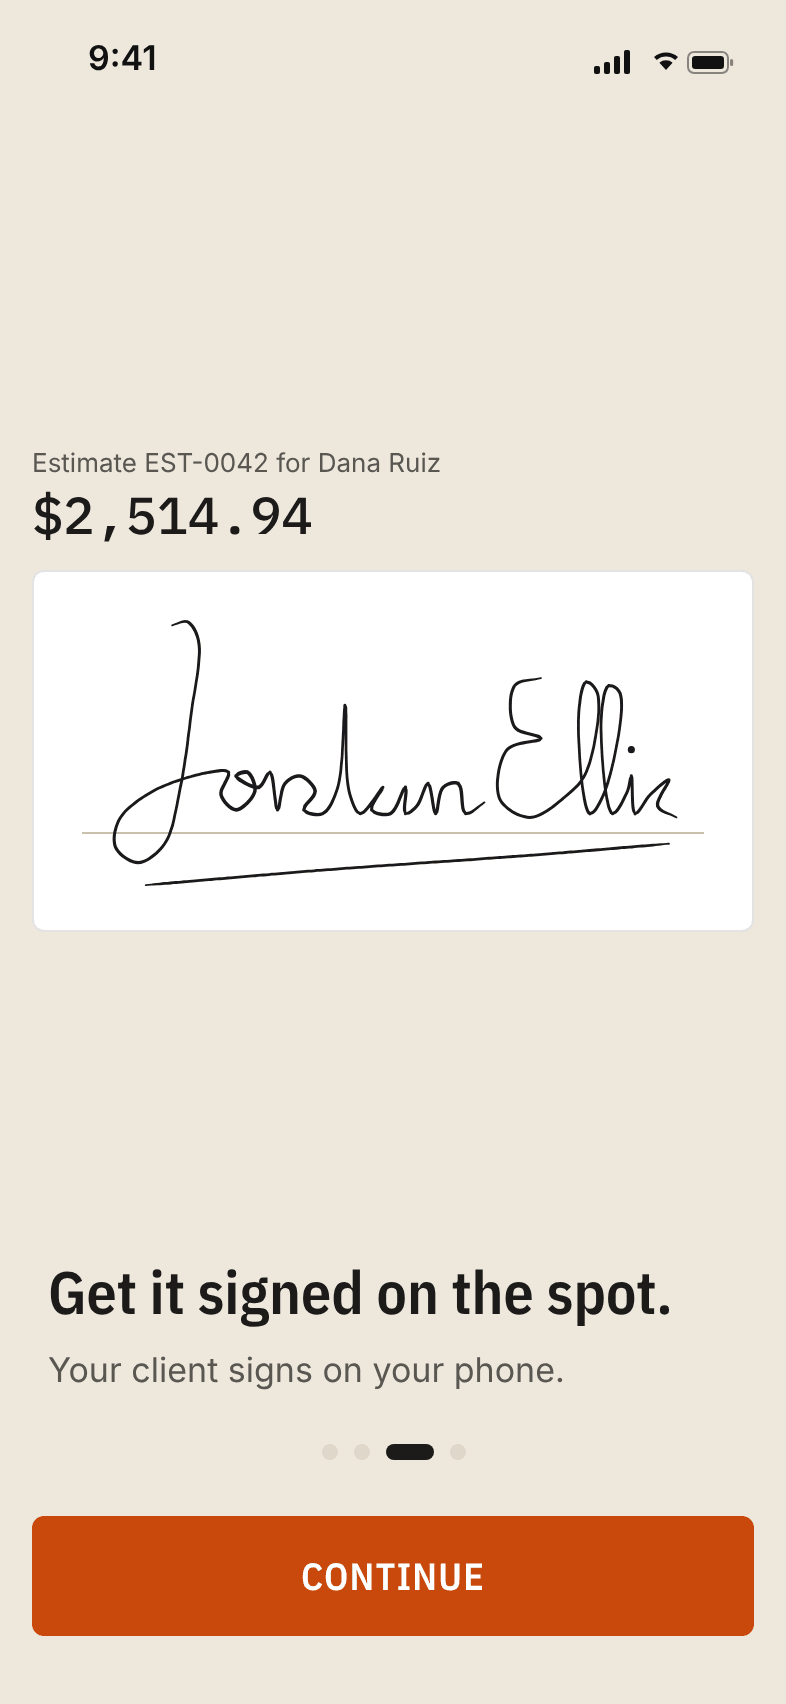 9:41
Estimate EST-0042 for Dana Ruiz
$2,514.94
Jordan Ellis
Get it signed on the spot.
Your client signs on your phone.
CONTINUE